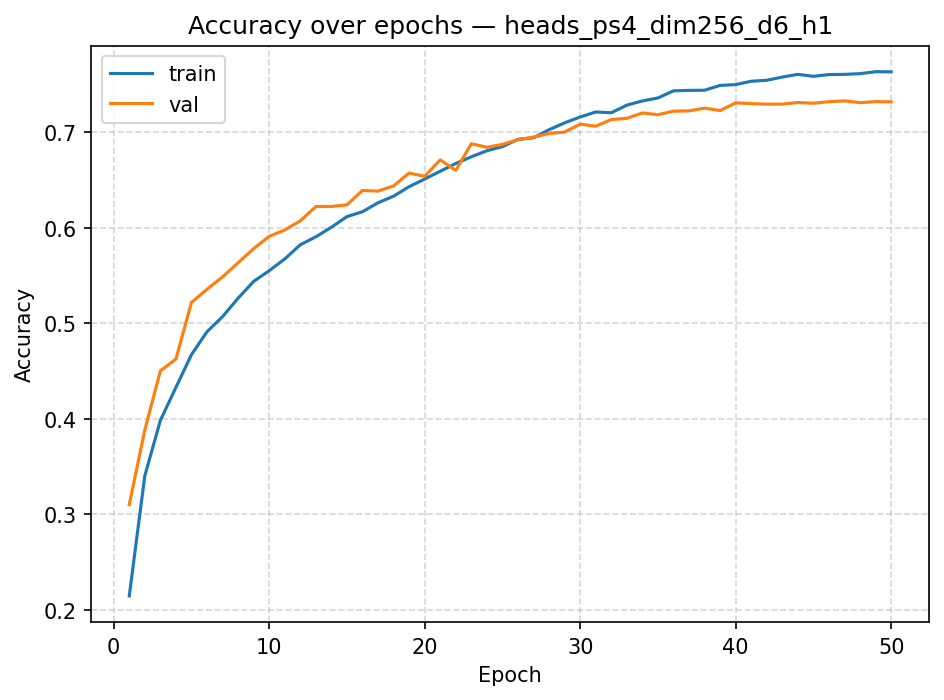 Accuracy over epochs — heads_ps4_dim256_d6_h1
train
val
0.7
0.6
0.5
0.4
0.3
0.2
Accuracy
0 10 20 30 40 50
Epoch